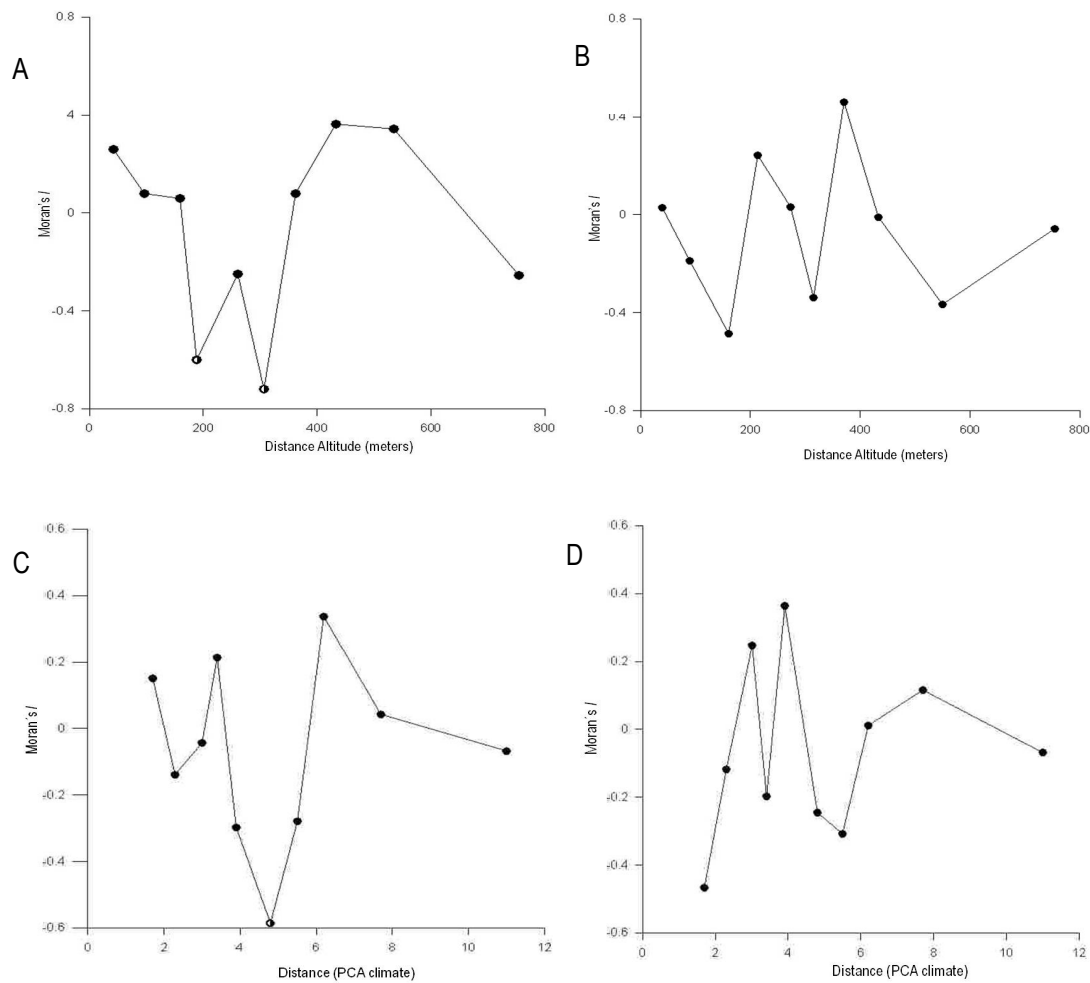 A
0.8
4
0
-0.4
-0.8
Moran's I
0 200 400 600 800
Distance Altitude (meters)
B
0.8
0.4
0
-0.4
-0.8
Moran's I
0 200 400 600 800
Distance Altitude (meters)
C
0.6
0.4
0.2
0
-0.2
-0.4
-0.6
Moran´s I
0 2 4 6 8 10 12
Distance (PCA climate)
D
0.6
0.4
0.2
0
-0.2
-0.4
-0.6
Moran´s I
0 2 4 6 8 10 12
Distance (PCA climate)